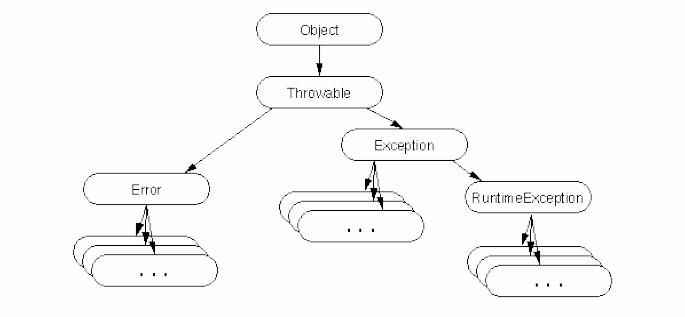 Object
Throwable
Exception
Error
RuntimeException
...
...
...